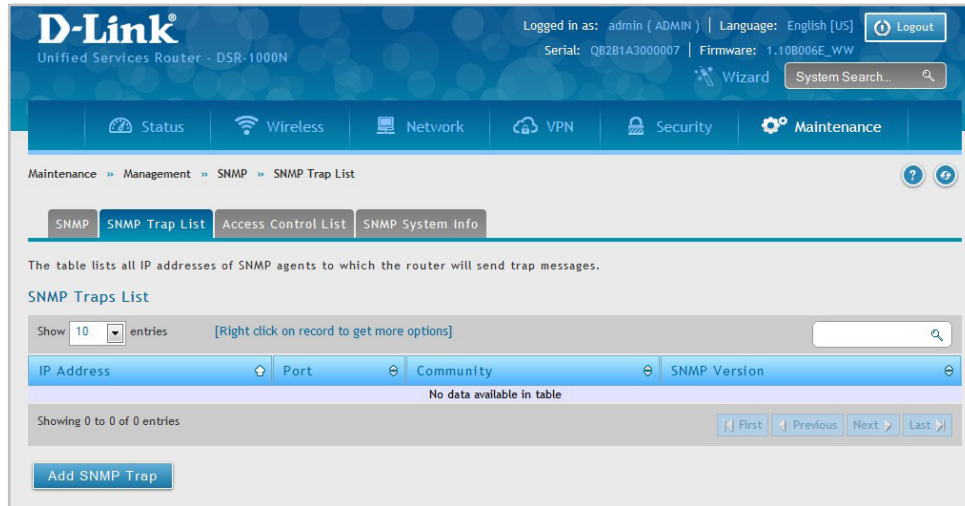 D-Link®
Unified Services Router - DSR-1000N
Logged in as: admin ( ADMIN ) | Language: English [US]
Logout
Serial: QB2B1A3000007 | Firmware: 1.10B006E_WW
Wizard
System Search...
Status
Wireless
Network
VPN
Security
Maintenance
Maintenance » Management » SNMP » SNMP Trap List
?
SNMP
SNMP Trap List
Access Control List
SNMP System Info
The table lists all IP addresses of SNMP agents to which the router will send trap messages.
SNMP Traps List
Show 10 entries
[Right click on record to get more options]
IP Address
Port
Community
SNMP Version
No data available in table
Showing 0 to 0 of 0 entries
First
Previous
Next
Last
Add SNMP Trap